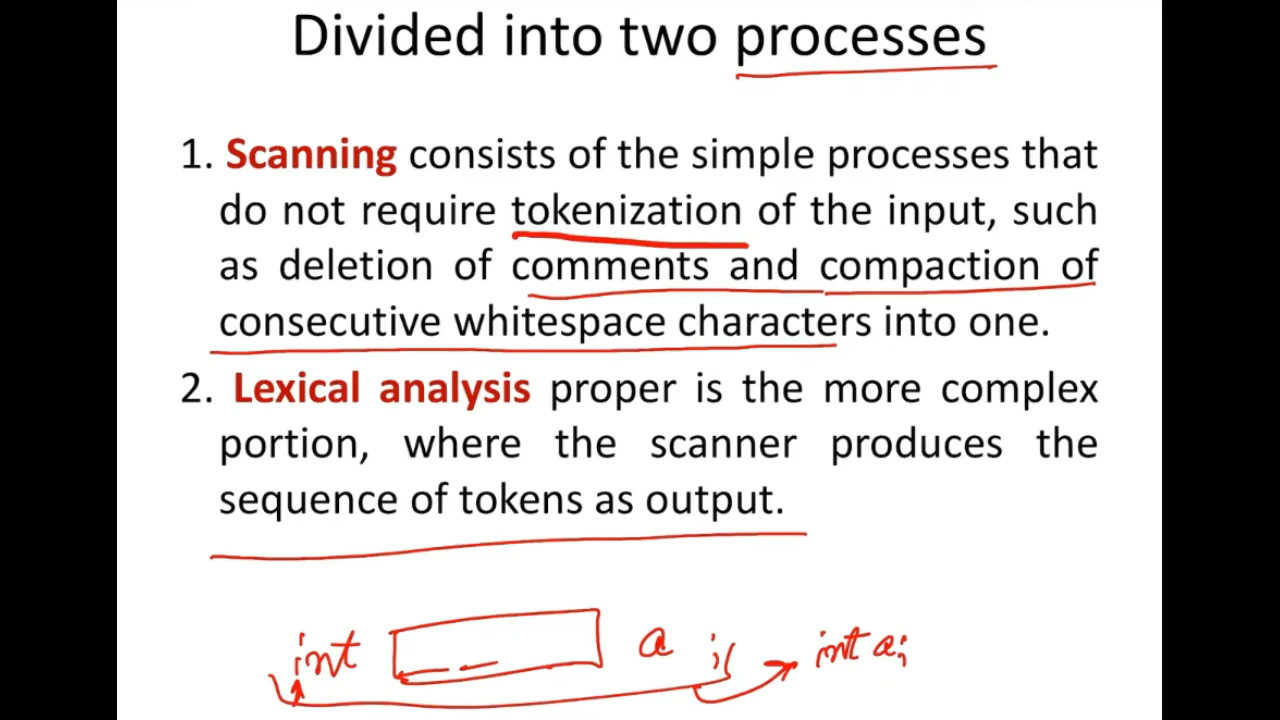 Divided into two processes
1. Scanning consists of the simple processes that
do not require tokenization of the input, such
as deletion of comments and compaction of
consecutive whitespace characters into one.
2. Lexical analysis proper is the more complex
portion, where the scanner produces the
sequence of tokens as output.
int a ; int a;